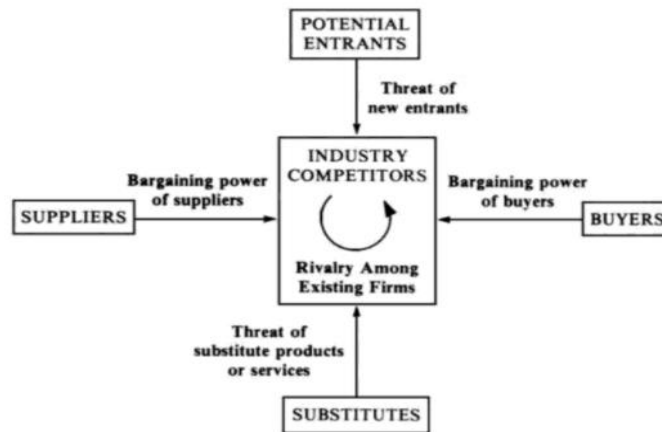 POTENTIAL
ENTRANTS
Threat of
new entrants
INDUSTRY
COMPETITORS
Bargaining power
of suppliers
Bargaining power
of buyers
SUPPLIERS
BUYERS
Rivalry Among
Existing Firms
Threat of
substitute products
or services
SUBSTITUTES